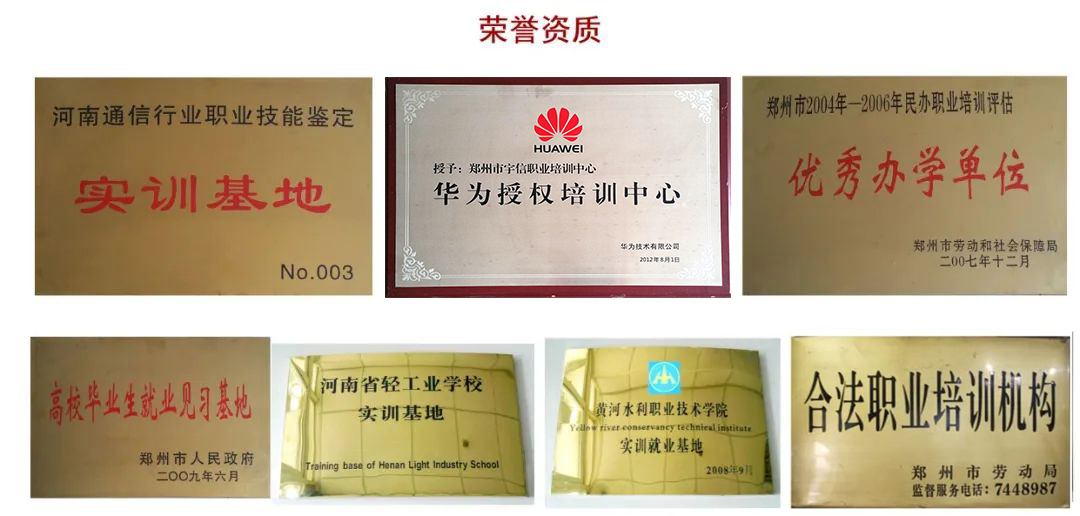 荣誉资质
河南通信行业职业技能鉴定
实训基地
No.003
HUAWEI
授予：郑州市宇信职业培训中心
华为授权培训中心
华为技术有限公司
2012年8月1日
郑州市2004年—2006年民办职业培训评估
优秀办学单位
郑州市劳动和社会保障局
二〇〇七年十二月
高校毕业生就业见习基地
郑州市人民政府
二〇〇九年六月
河南省轻工业学校
实训基地
Training base of Henan Light Industry School
黄河水利职业技术学院
Yellow river conservancy technical institute
实训就业基地
2008年9月
合法职业培训机构
郑州市劳动局
监督服务电话：7448987